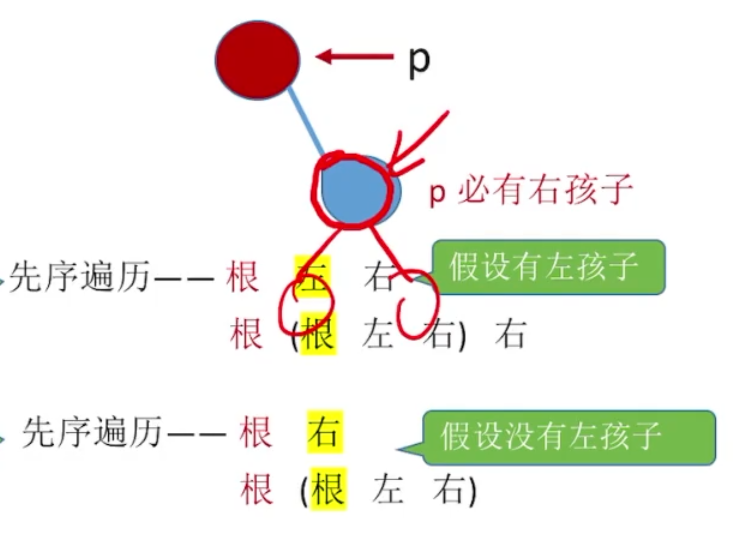 p
p 必有右孩子
先序遍历—— 根 左 右
假设有左孩子
根 (根 左 右) 右
先序遍历—— 根 右
假设没有左孩子
根 (根 左 右)